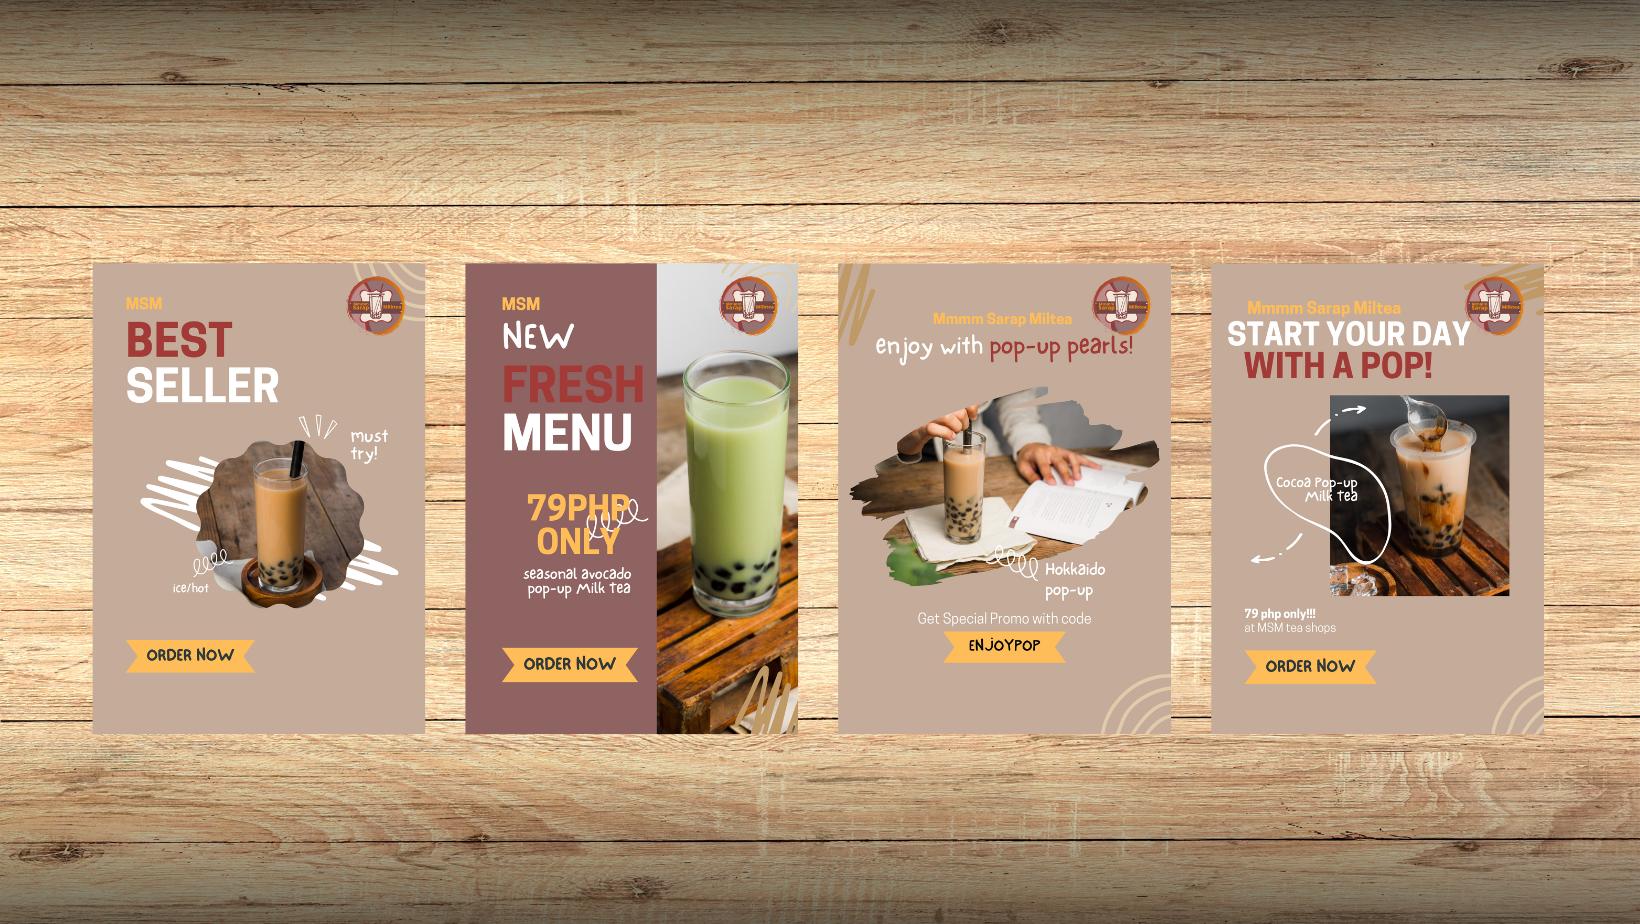 MSM
BEST
SELLER
must
try!
ice/hot
ORDER NOW
MSM
NEW
FRESH
MENU
79PHP
ONLY
seasonal avocado
pop-up Milk Tea
ORDER NOW
Mmmm Sarap Miltea
enjoy with pop-up pearls!
Hokkaido
pop-up
Get Special Promo with code
ENJOYPOP
Mmmm Sarap Miltea
START YOUR DAY
WITH A POP!
Cocoa Pop-up
Milk Tea
79 php only!!!
at MSM tea shops
ORDER NOW